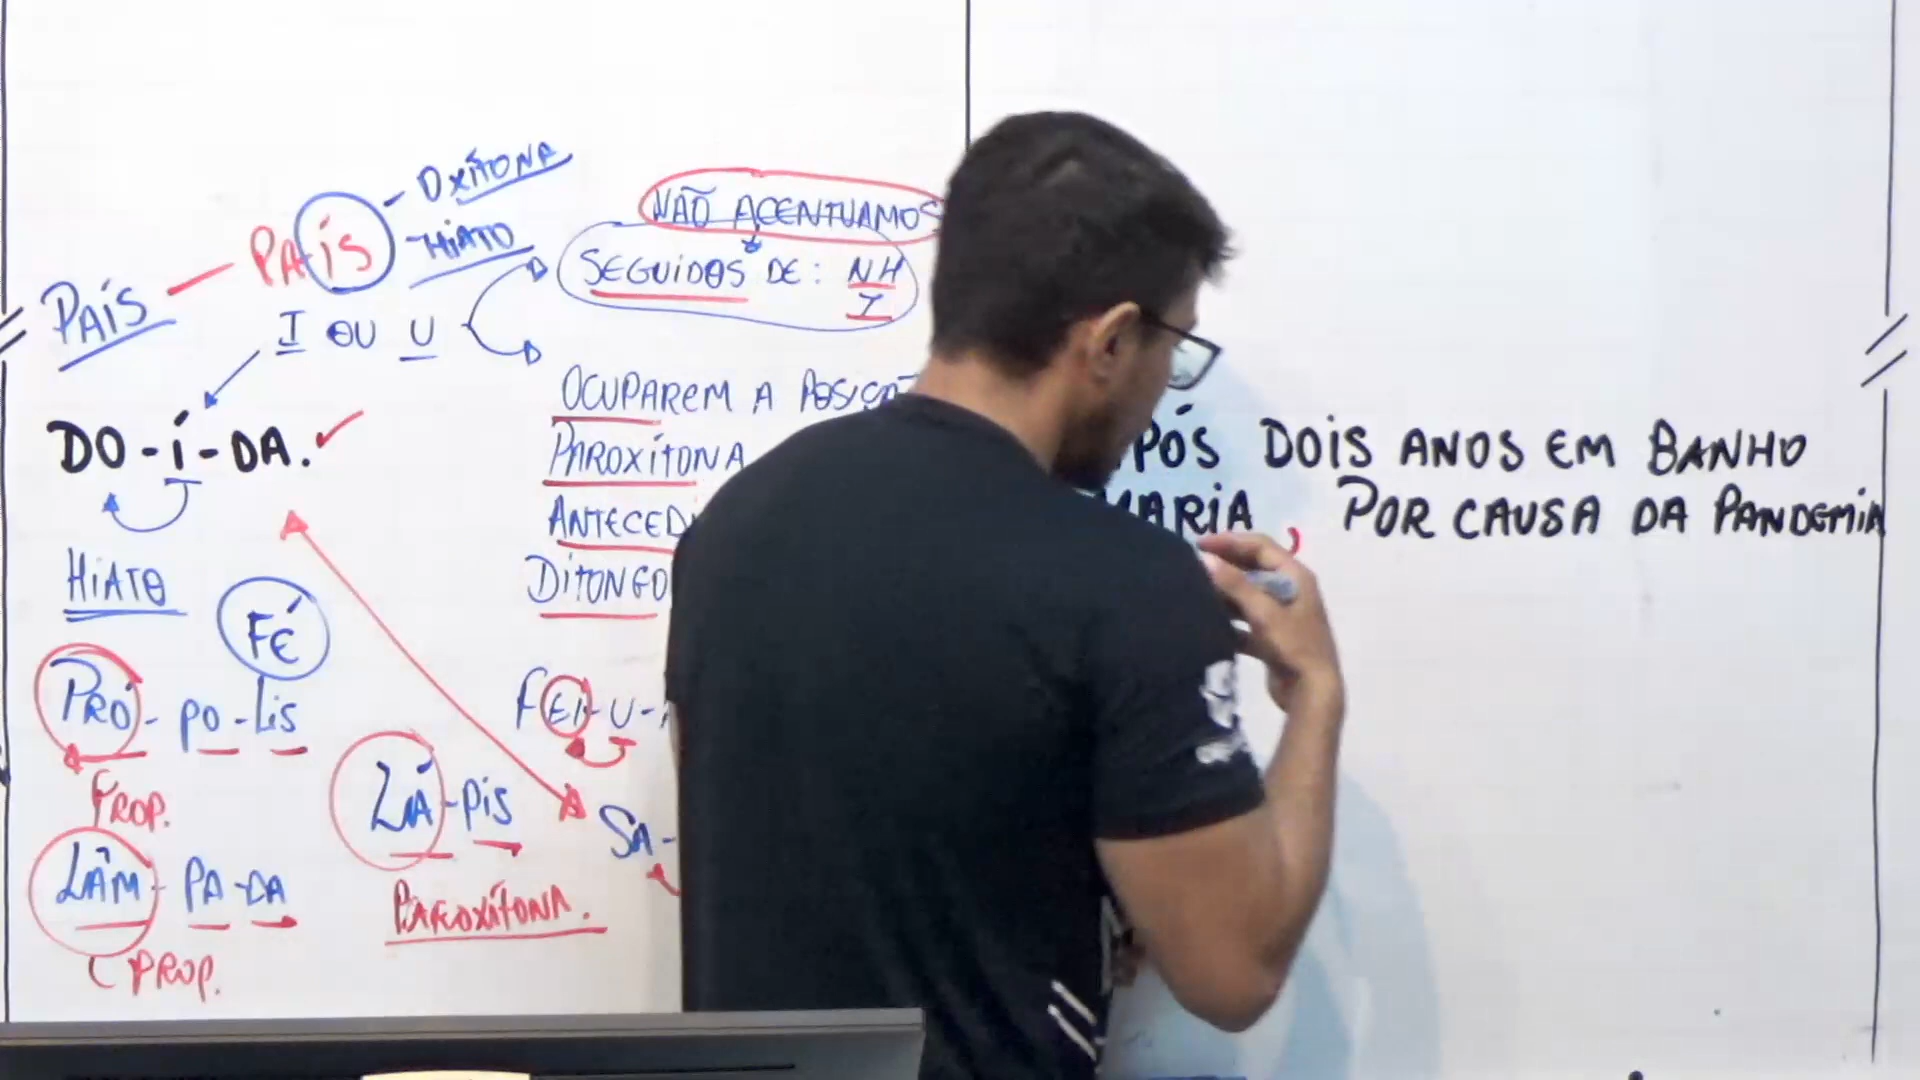 OXÍTONA
HIATO
PAÍS
PA-ÍS
I OU U
DO-Í-DA.
HIATO
FÉ
PRÓ-PO-LIS
PROP.
LÂM-PA-DA
PROP.
LÁ-PIS
PAROXÍTONA.
NÃO ACENTUAMOS
SEGUIDOS DE: NH
I
OCUPAREM A
PAROXÍTONA
ANTECED
DITONGO
FEI-U-
SA-
PÓS DOIS ANOS EM BANHO
MARIA, POR CAUSA DA PANDEMIA